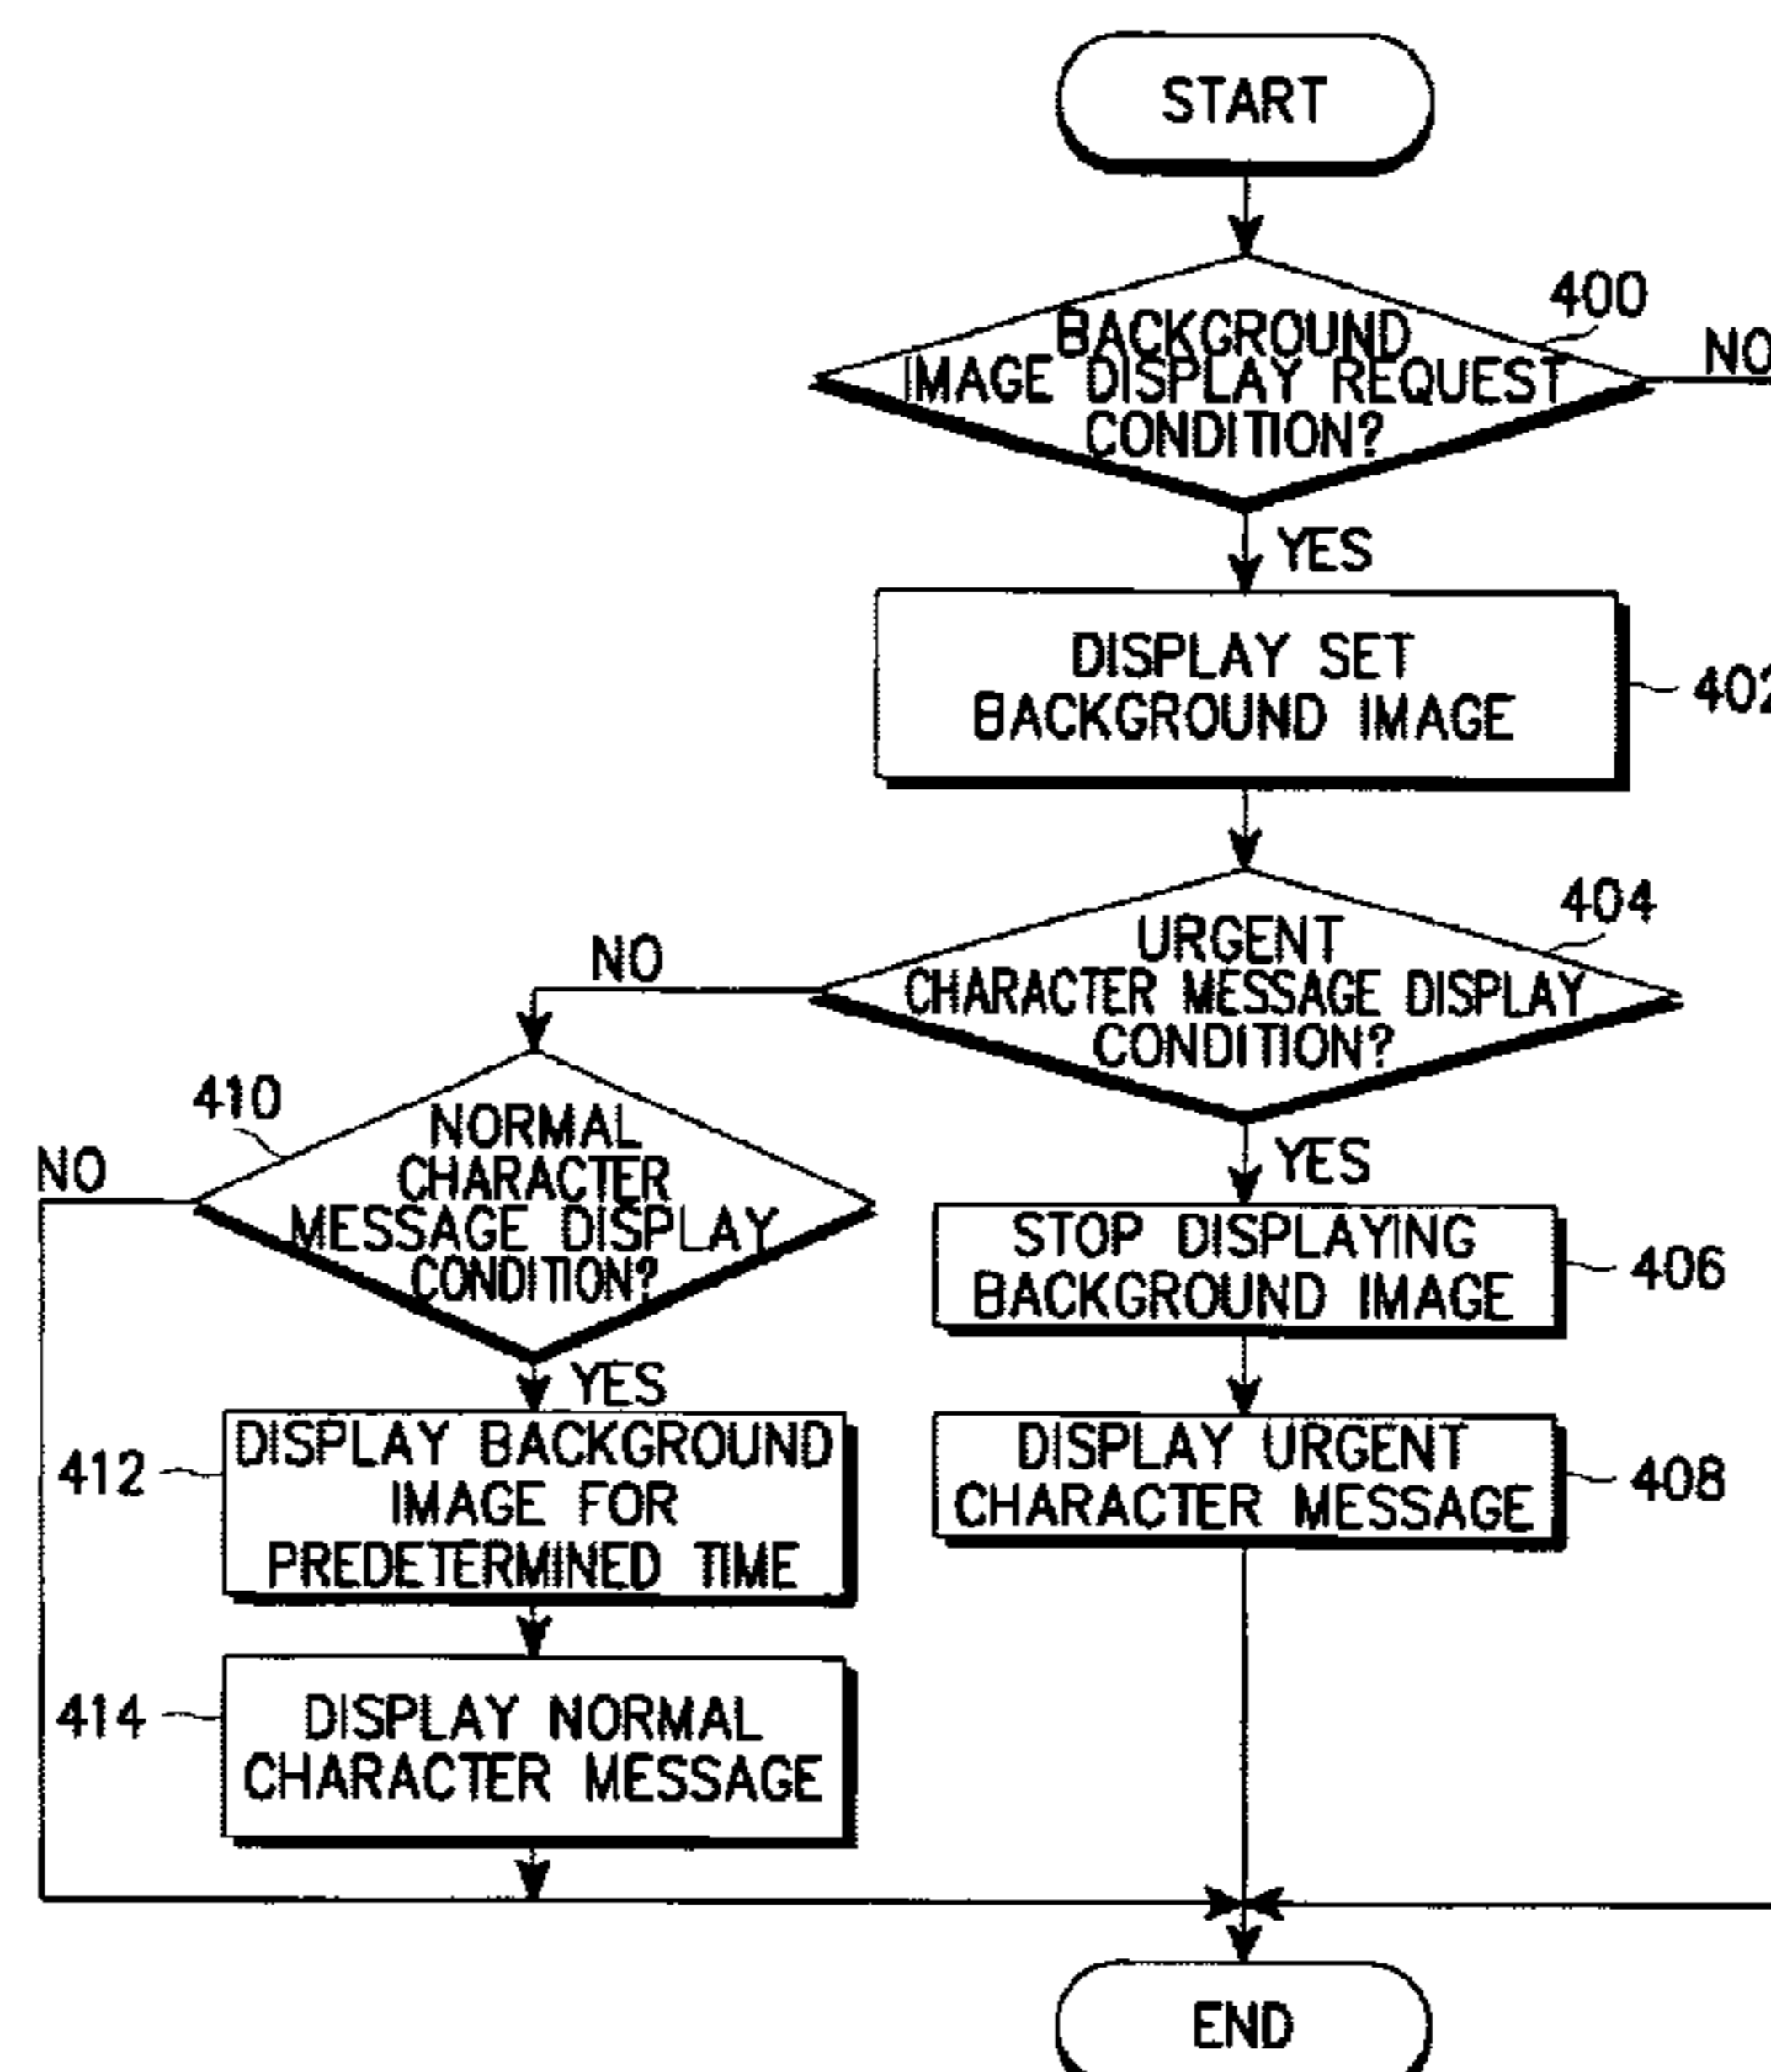 START
400
BACKGROUND
IMAGE DISPLAY REQUEST
CONDITION?
NO
YES
DISPLAY SET
BACKGROUND IMAGE
402
404
URGENT
CHARACTER MESSAGE DISPLAY
CONDITION?
NO
YES
410
NORMAL
CHARACTER
MESSAGE DISPLAY
CONDITION?
NO
YES
STOP DISPLAYING
BACKGROUND IMAGE
406
DISPLAY URGENT
CHARACTER MESSAGE
408
412
DISPLAY BACKGROUND
IMAGE FOR
PREDETERMINED TIME
414
DISPLAY NORMAL
CHARACTER MESSAGE
END